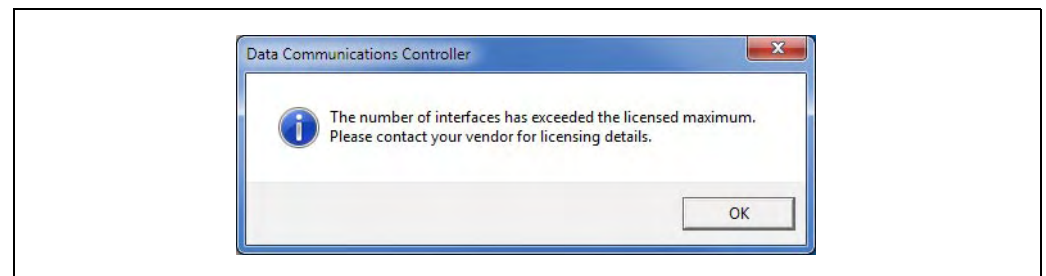 Data Communications Controller
The number of interfaces has exceeded the licensed maximum.
Please contact your vendor for licensing details.
OK